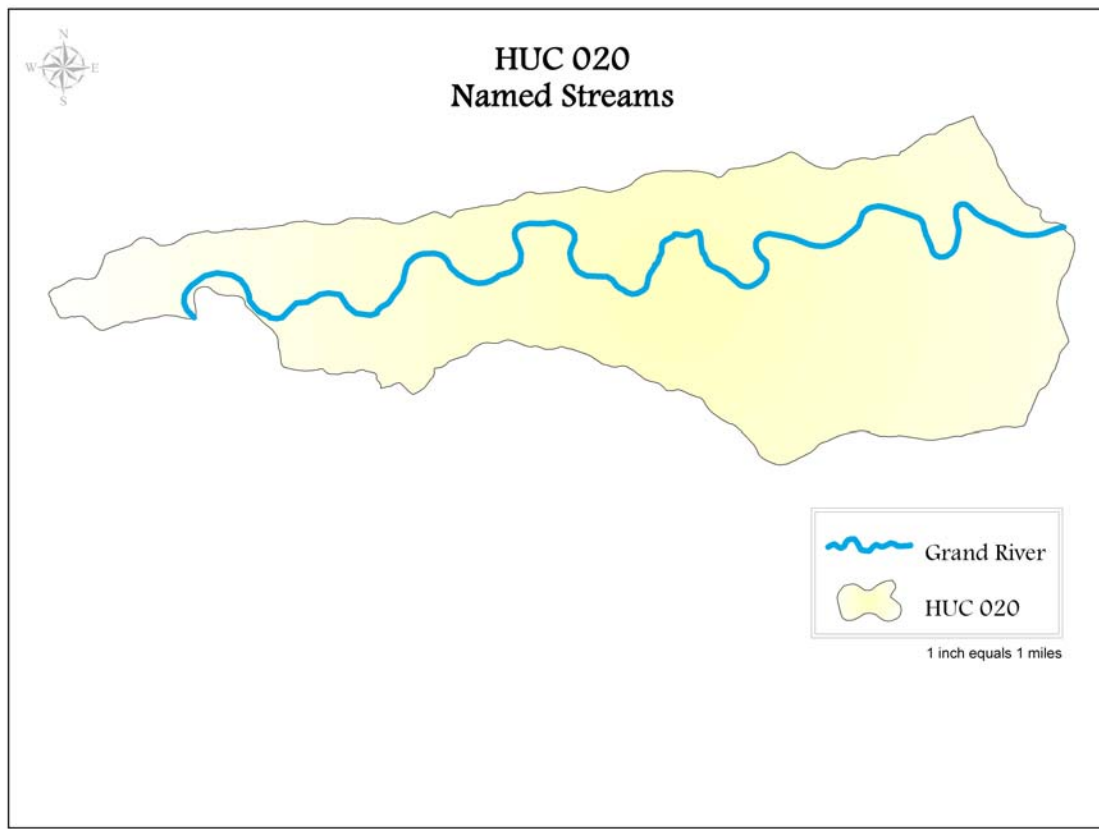 N
W E
S
HUC 020
Named Streams
Grand River
HUC 020
1 inch equals 1 miles